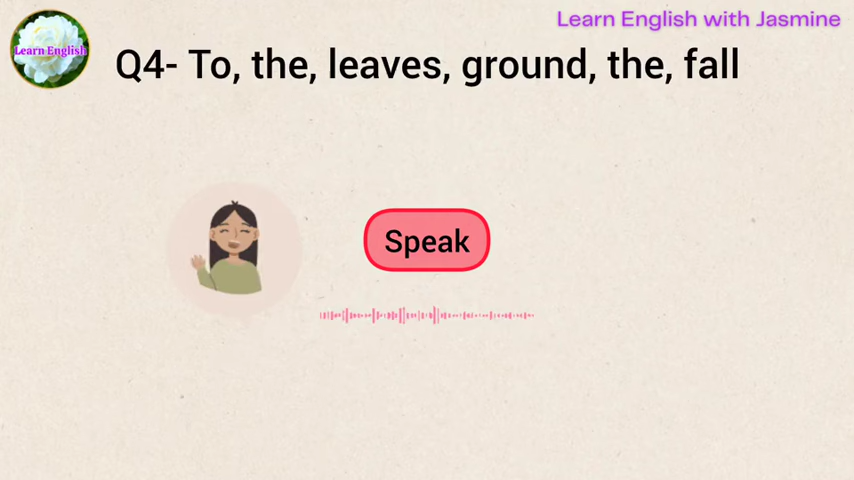 Learn English with Jasmine
Learn English
Q4- To, the, leaves, ground, the, fall
Speak